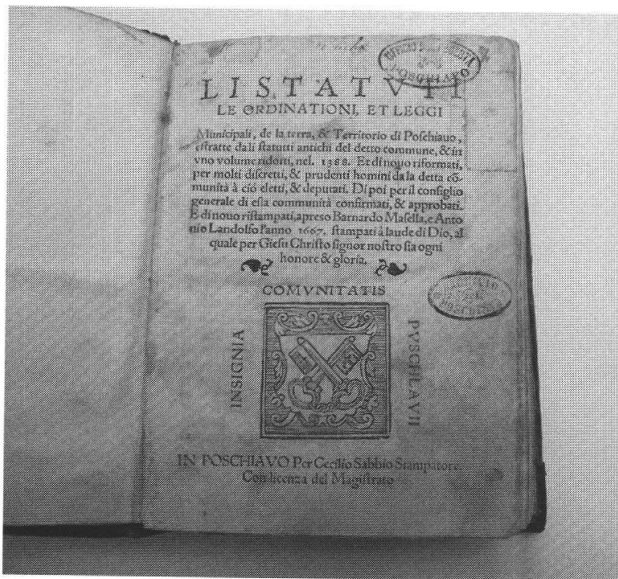 LI STATVTI
LE ORDINATIONI, ET LEGGI
Municipali, de la terra, & Territorio di Poſchiauo,
eſtratte da li ſtatutti antichi del detto commune, & in
vno volume ridotti, nel. 1388. Et di nouo riformati,
per molti diſcreti, & prudenti homini da la detta cō-
munità à ciò eletti, & deputati. Di poi per il conſiglio
generale di eſſa communità confirmati, & approbati.
E di nouo riſtampati, apreſo Barnardo Maſella, e Anto
nio Landolfo l'anno 1667. ſtampati à laude di Dio, al
quale per Gieſu Chriſto ſignor noſtro ſia ogni
honore & gloria.
COMVNITATIS
INSIGNIA
PVSCHLAVII
IN POSCHIAVO Per Cecilio Sabbio Stampatore.
Con licenza del Magiſtrato